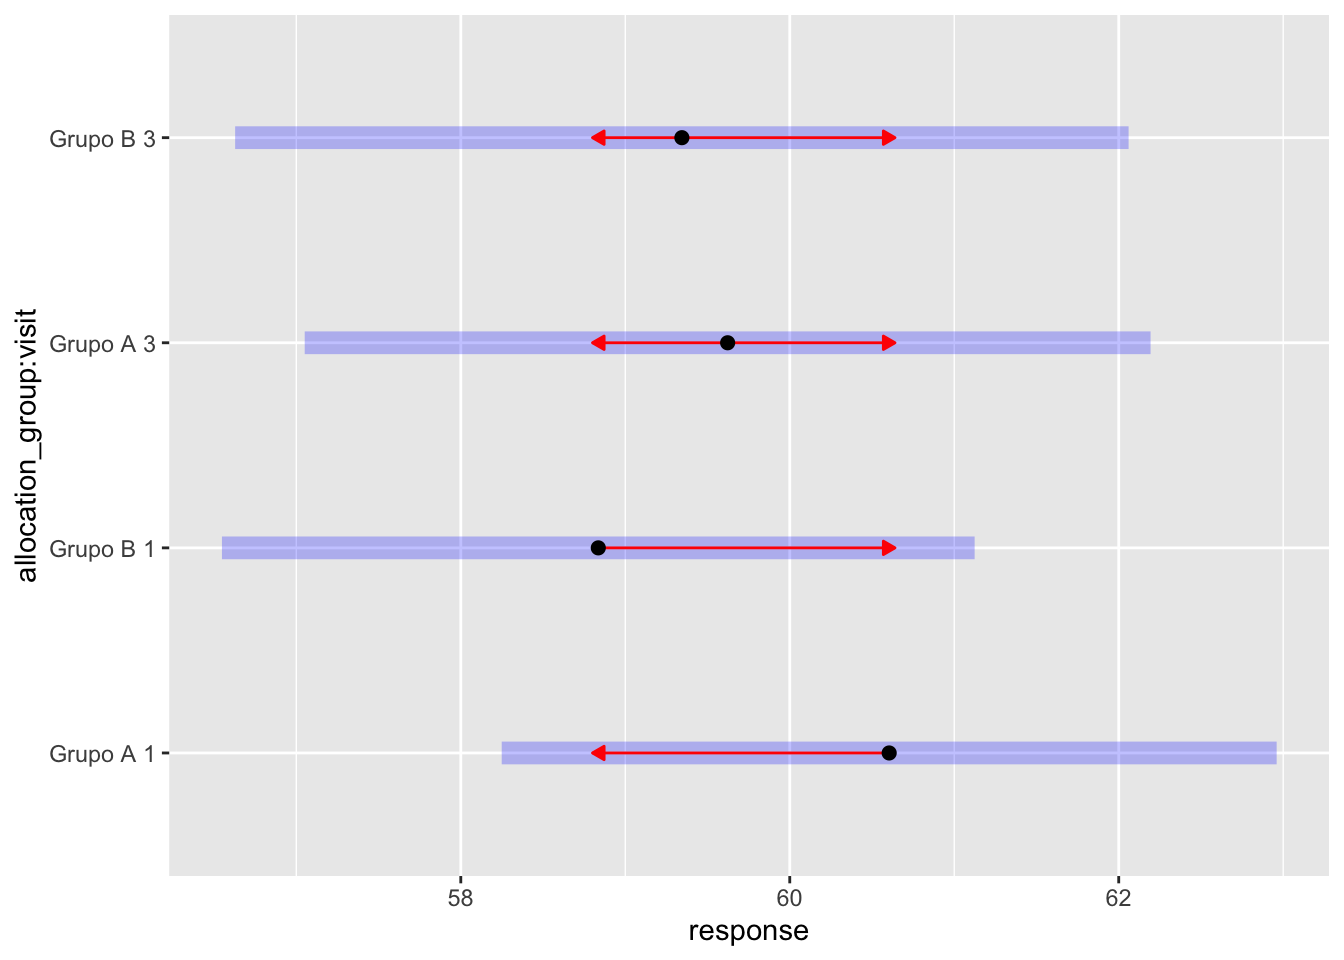 allocation_group:visit
Grupo B 3
Grupo A 3
Grupo B 1
Grupo A 1
58 60 62
response